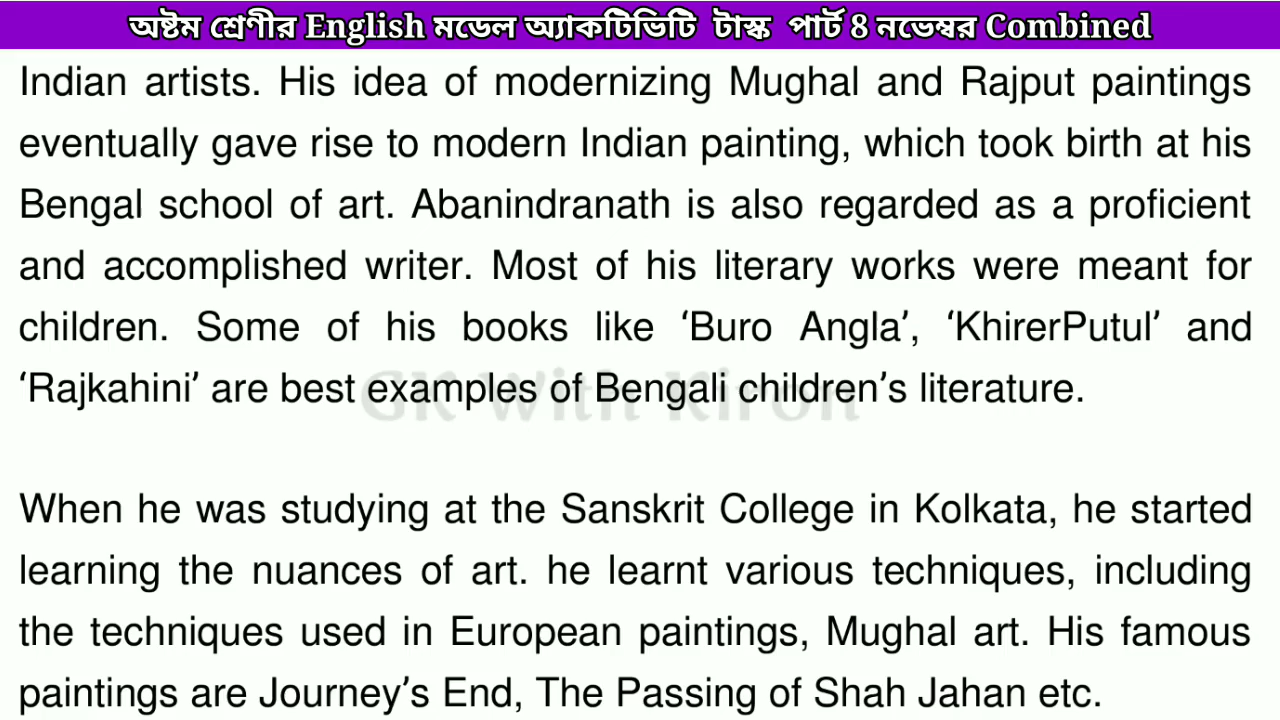 অষ্টম শ্রেণীর English মডেল অ্যাকটিভিটি টাস্ক পার্ট 8 নভেম্বর Combined
Indian artists. His idea of modernizing Mughal and Rajput paintings
eventually gave rise to modern Indian painting, which took birth at his
Bengal school of art. Abanindranath is also regarded as a proficient
and accomplished writer. Most of his literary works were meant for
children. Some of his books like ‘Buro Angla’, ‘KhirerPutul’ and
‘Rajkahini’ are best examples of Bengali children’s literature.
GK With Kiron
When he was studying at the Sanskrit College in Kolkata, he started
learning the nuances of art. he learnt various techniques, including
the techniques used in European paintings, Mughal art. His famous
paintings are Journey’s End, The Passing of Shah Jahan etc.